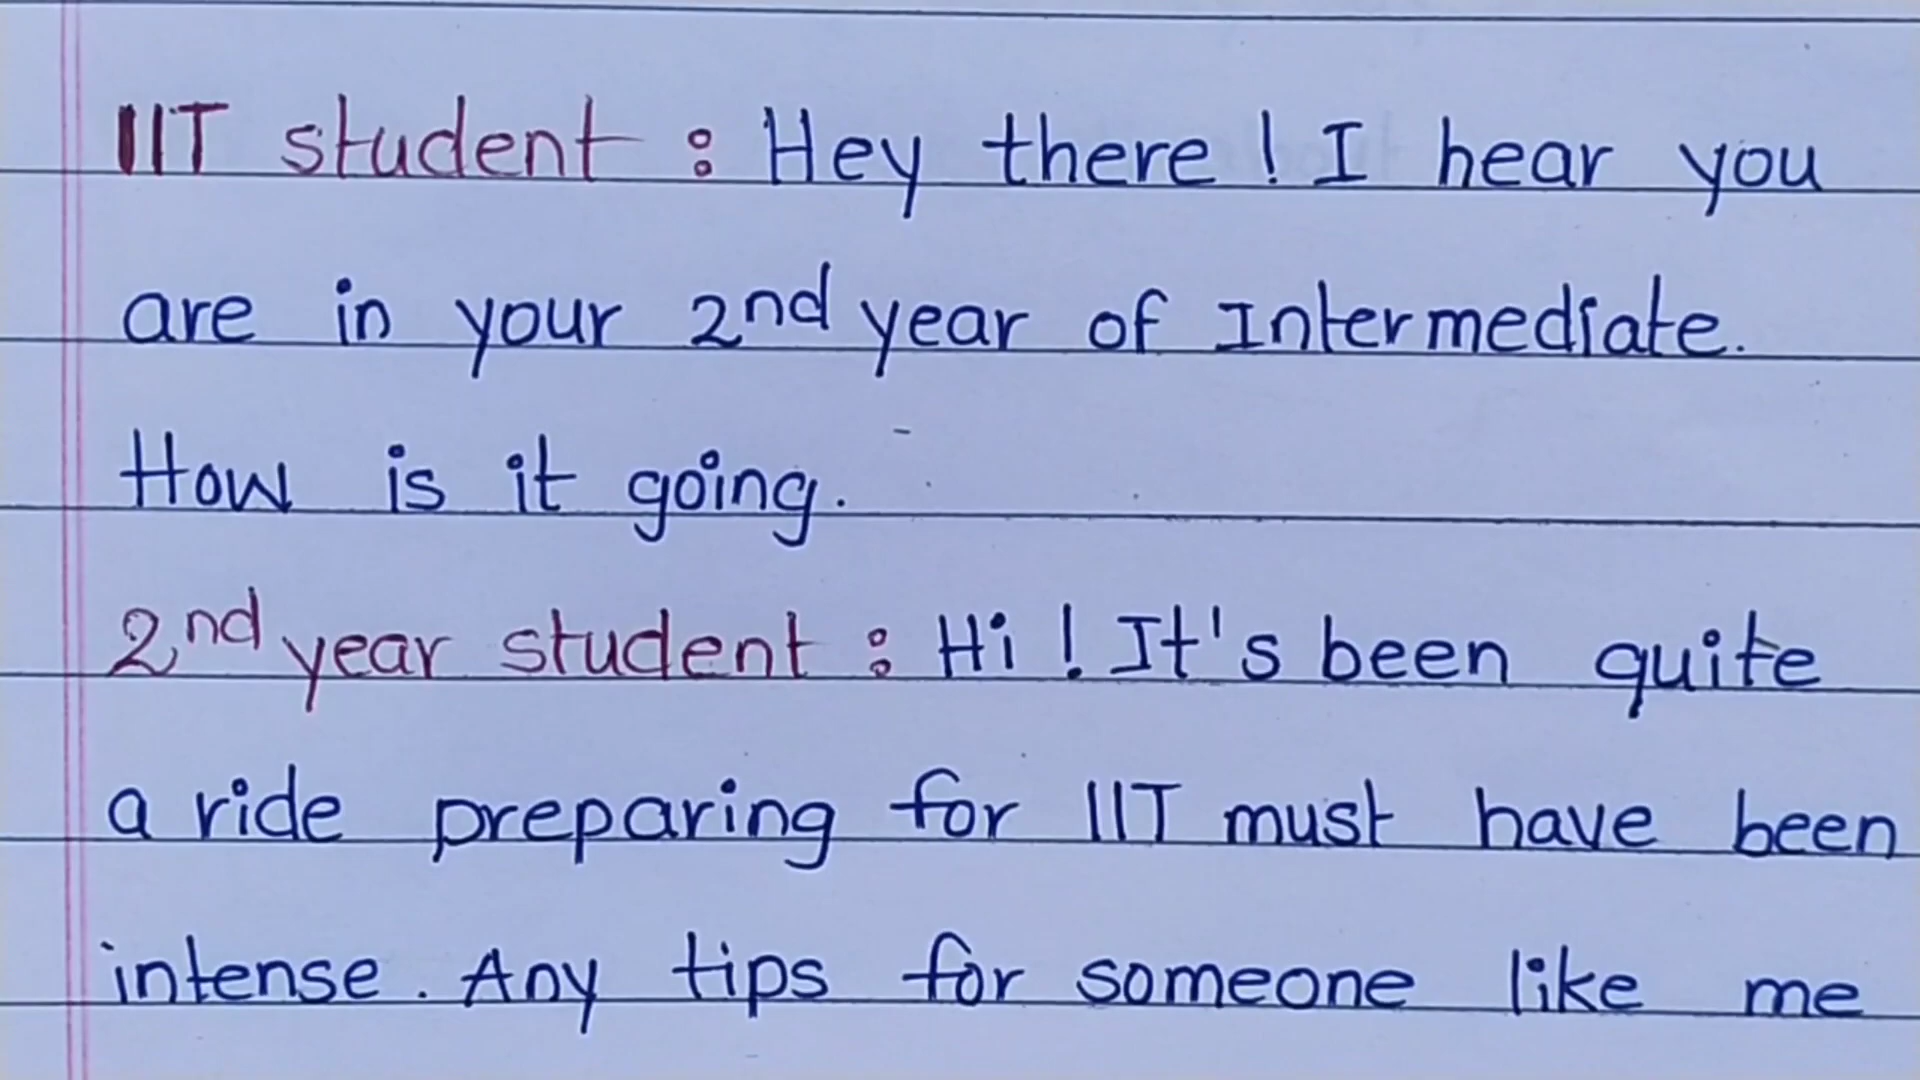 IIT student : Hey there ! I hear you
are in your 2nd year of Intermediate.
How is it going.
2nd year student : Hi ! It's been quite
a ride preparing for IIT must have been
intense. Any tips for someone like me